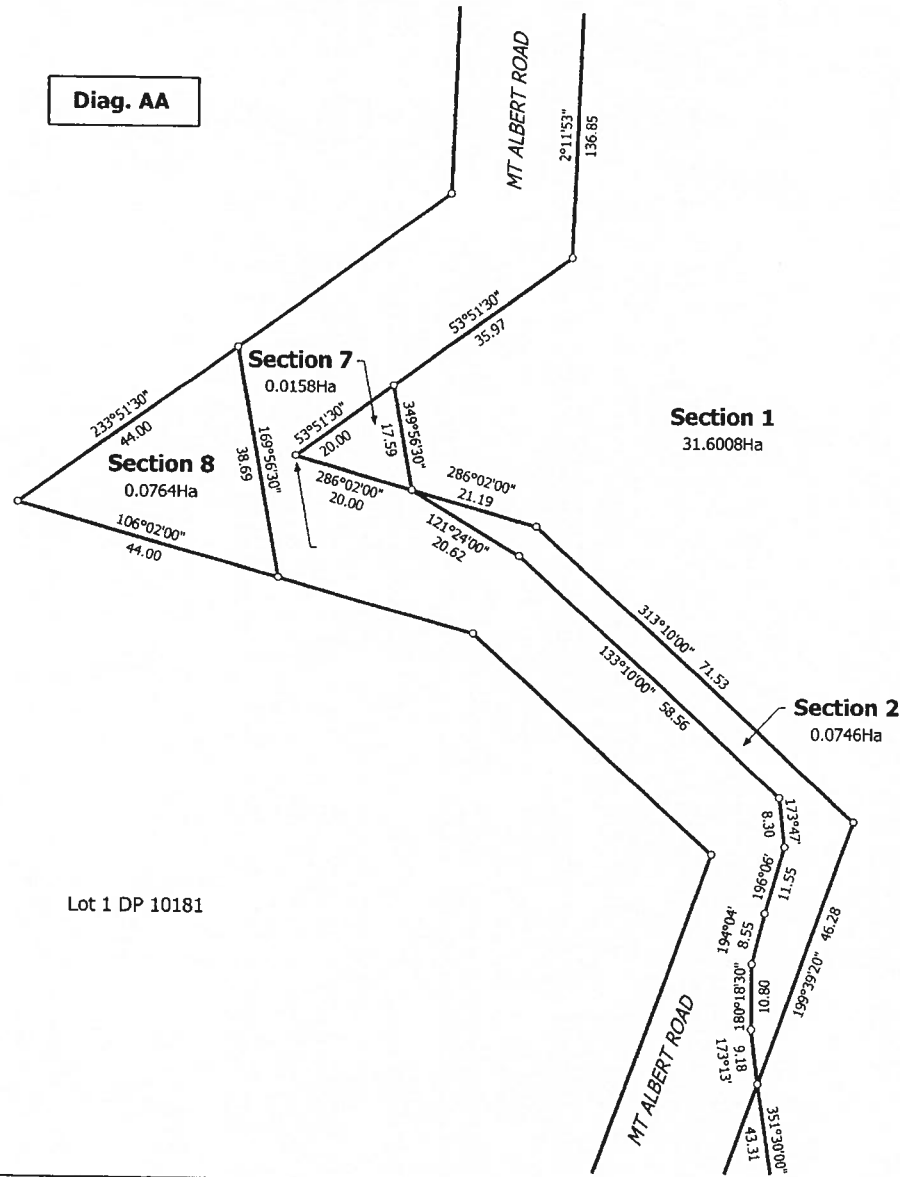 Diag. AA
MT ALBERT ROAD
2°11'53"
136.85
53°51'30"
35.97
Section 7
0.0158Ha
233°51'30"
44.00
53°51'30"
20.00
349°56'30"
17.59
Section 1
31.6008Ha
169°56'30"
38.69
Section 8
0.0764Ha
286°02'00"
20.00
286°02'00"
21.19
106°02'00"
44.00
121°24'00"
20.62
313°10'00" 71.53
133°10'00" 58.56
Section 2
0.0746Ha
173°47'
8.30
196°06'
11.55
Lot 1 DP 10181
194°04'
8.55
199°39'20" 46.28
180°18'30"
10.80
173°13'
9.18
MT ALBERT ROAD
351°30'00"
43.31